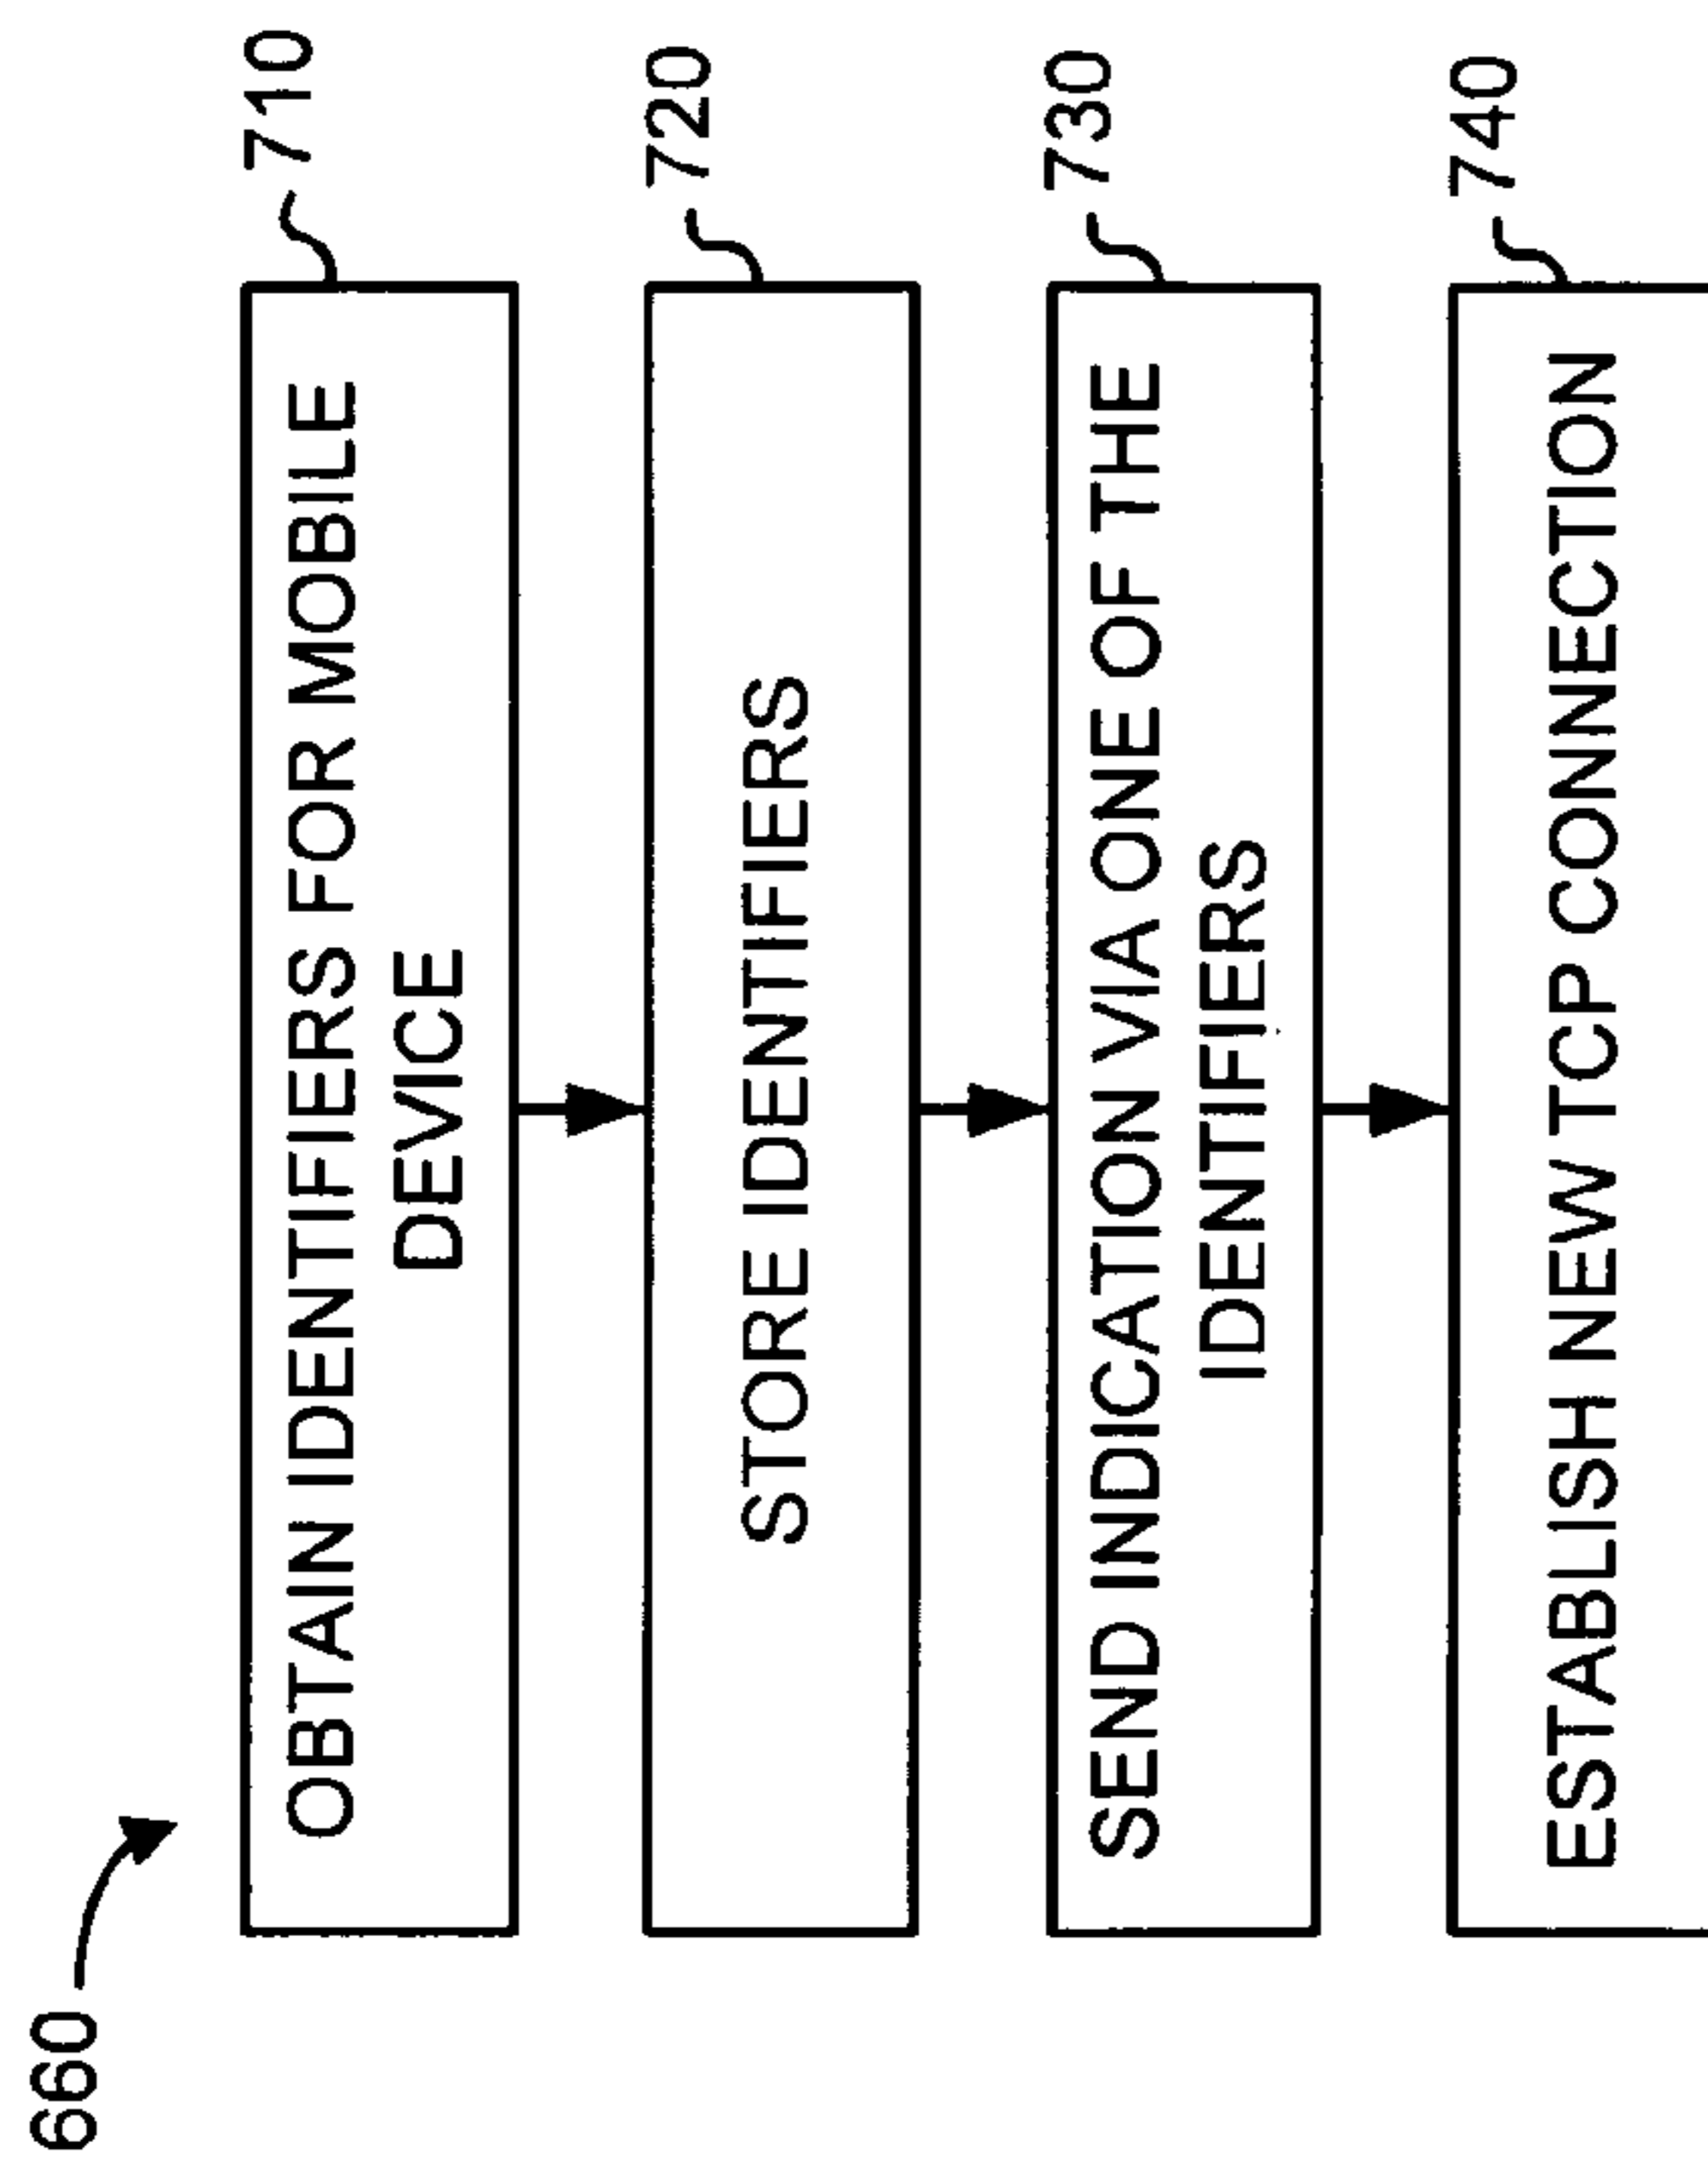 660
710
OBTAIN IDENTIFIERS FOR MOBILE
DEVICE
720
STORE IDENTIFIERS
730
SEND INDICATION VIA ONE OF THE
IDENTIFIERS
740
ESTABLISH NEW TCP CONNECTION